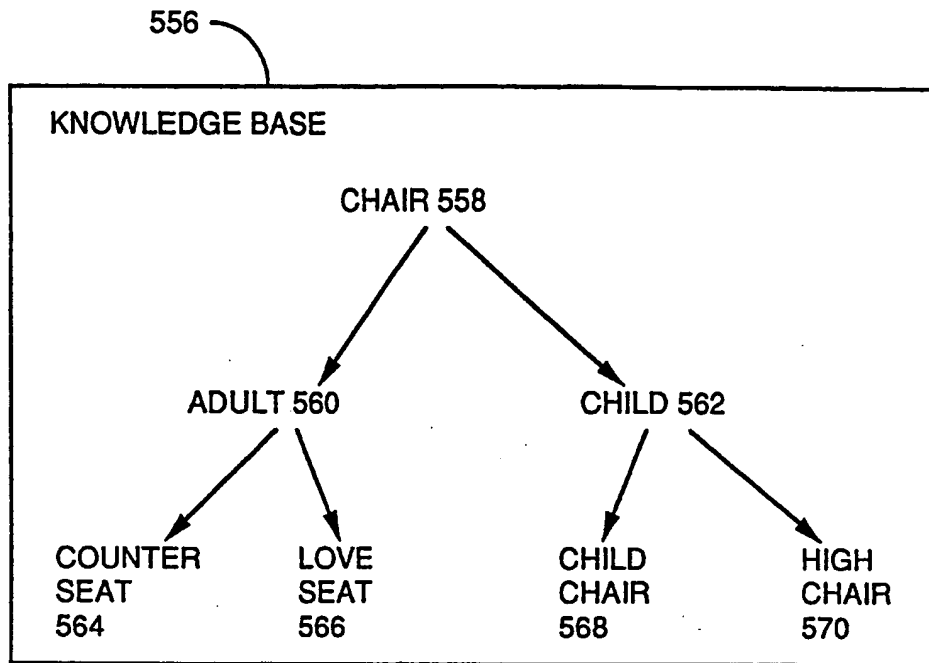 556
KNOWLEDGE BASE
CHAIR 558
ADULT 560
CHILD 562
COUNTER
SEAT
564
LOVE
SEAT
566
CHILD
CHAIR
568
HIGH
CHAIR
570